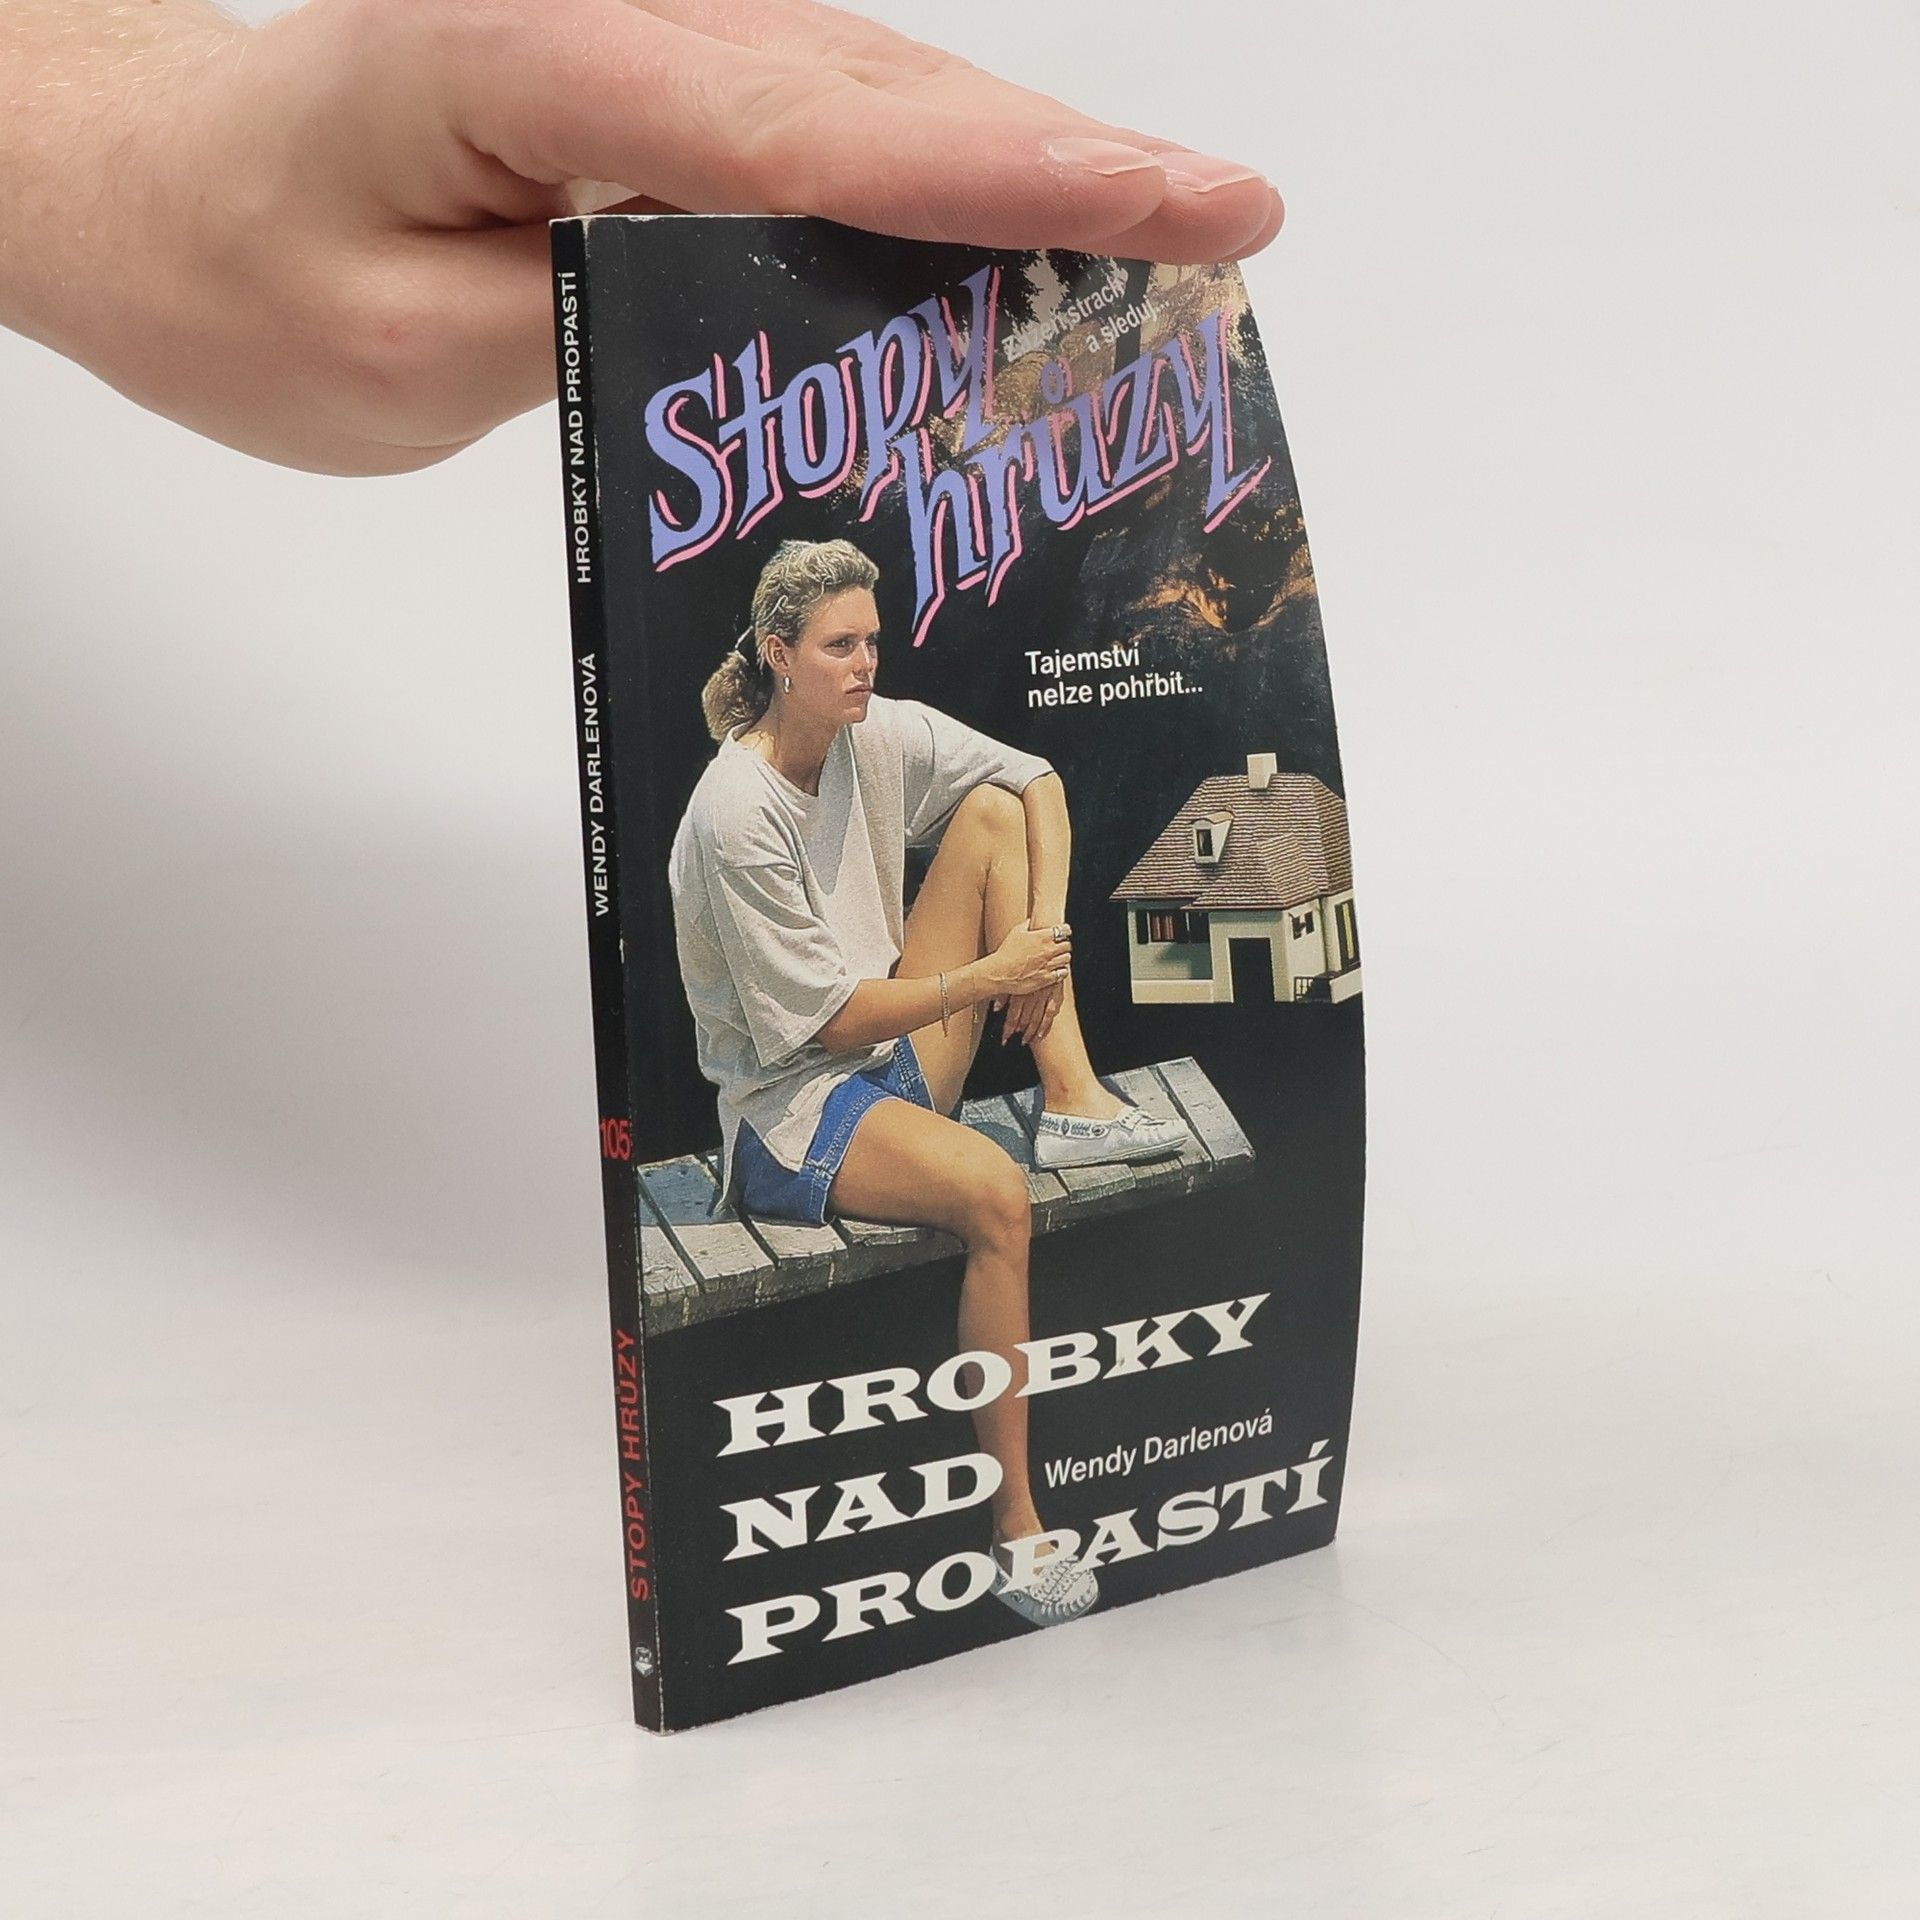 HROBKY NAD PROPASTÍ
WENDY DARLENOVÁ
105
STOPY HRŮZY
Stopy
hrůzy
strach
a sleduj...
Tajemství
nelze pohřbít...
HROBKY
NAD
Wendy Darlenová
PROPASTÍ